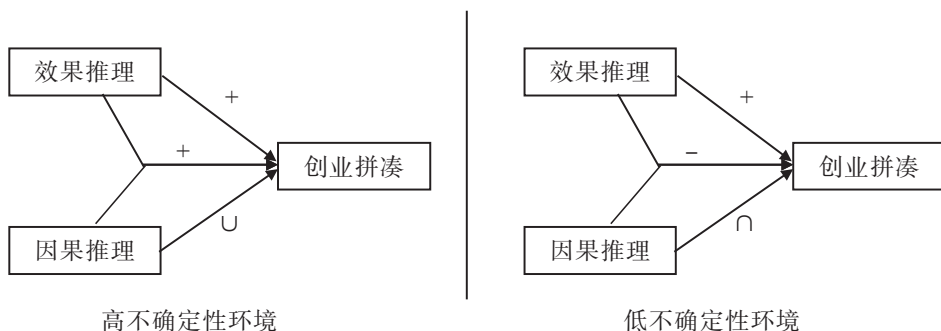 效果推理
+
+
创业拼凑
因果推理
∪
高不确定性环境
效果推理
+
−
创业拼凑
因果推理
∩
低不确定性环境